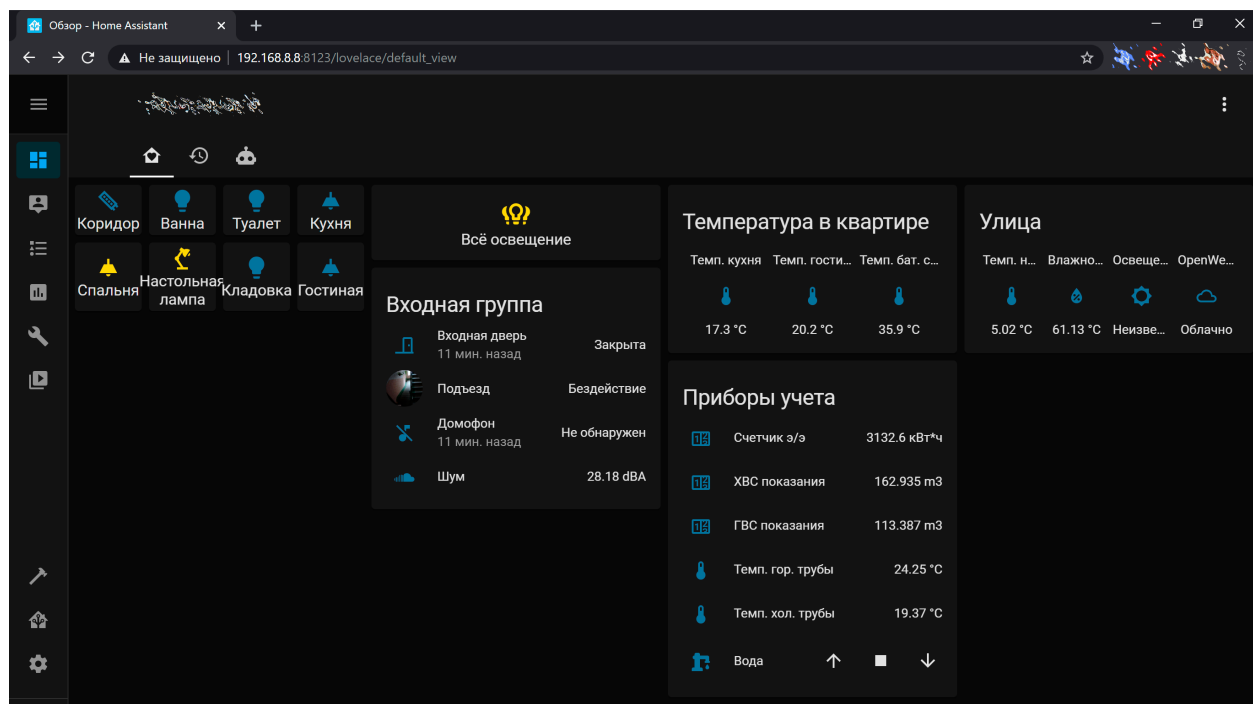 Обзор - Home Assistant
Не защищено
192.168.8.8:8123/lovelace/default_view
Коридор
Ванна
Туалет
Кухня
Спальня
Настольная
лампа
Кладовка
Гостиная
Всё освещение
Входная группа
Входная дверь
11 мин. назад
Закрыта
Подъезд
Бездействие
Домофон
11 мин. назад
Не обнаружен
Шум
28.18 dBA
Температура в квартире
Темп. кухня Темп. гости... Темп. бат. с...
17.3 °C 20.2 °C 35.9 °C
Приборы учета
Счетчик э/э 3132.6 кВт*ч
ХВС показания 162.935 m3
ГВС показания 113.387 m3
Темп. гор. трубы 24.25 °C
Темп. хол. трубы 19.37 °C
Вода
Улица
Темп. н... Влажно... Освеще... OpenWe...
5.02 °C 61.13 °C Неизве... Облачно